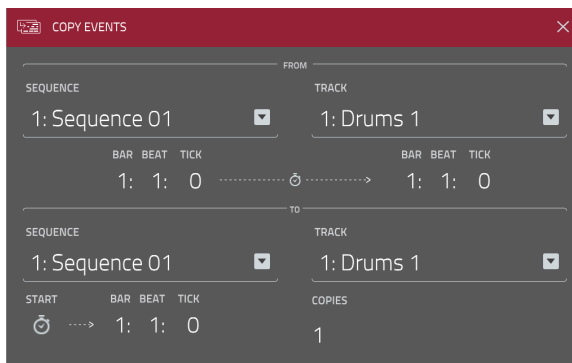 COPY EVENTS
FROM
SEQUENCE TRACK
1: Sequence 01 1: Drums 1
BAR BEAT TICK BAR BEAT TICK
1: 1: 0 1: 1: 0
TO
SEQUENCE TRACK
1: Sequence 01 1: Drums 1
START BAR BEAT TICK COPIES
1: 1: 0 1